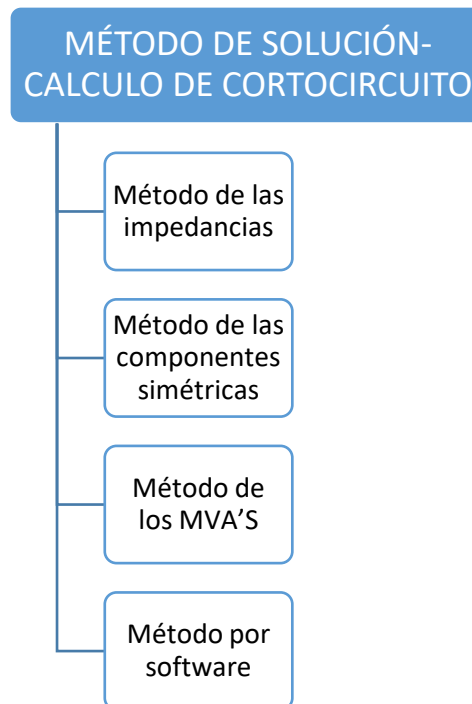 MÉTODO DE SOLUCIÓN-
CALCULO DE CORTOCIRCUITO
Método de las
impedancias
Método de las
componentes
simétricas
Método de
los MVA’S
Método por
software